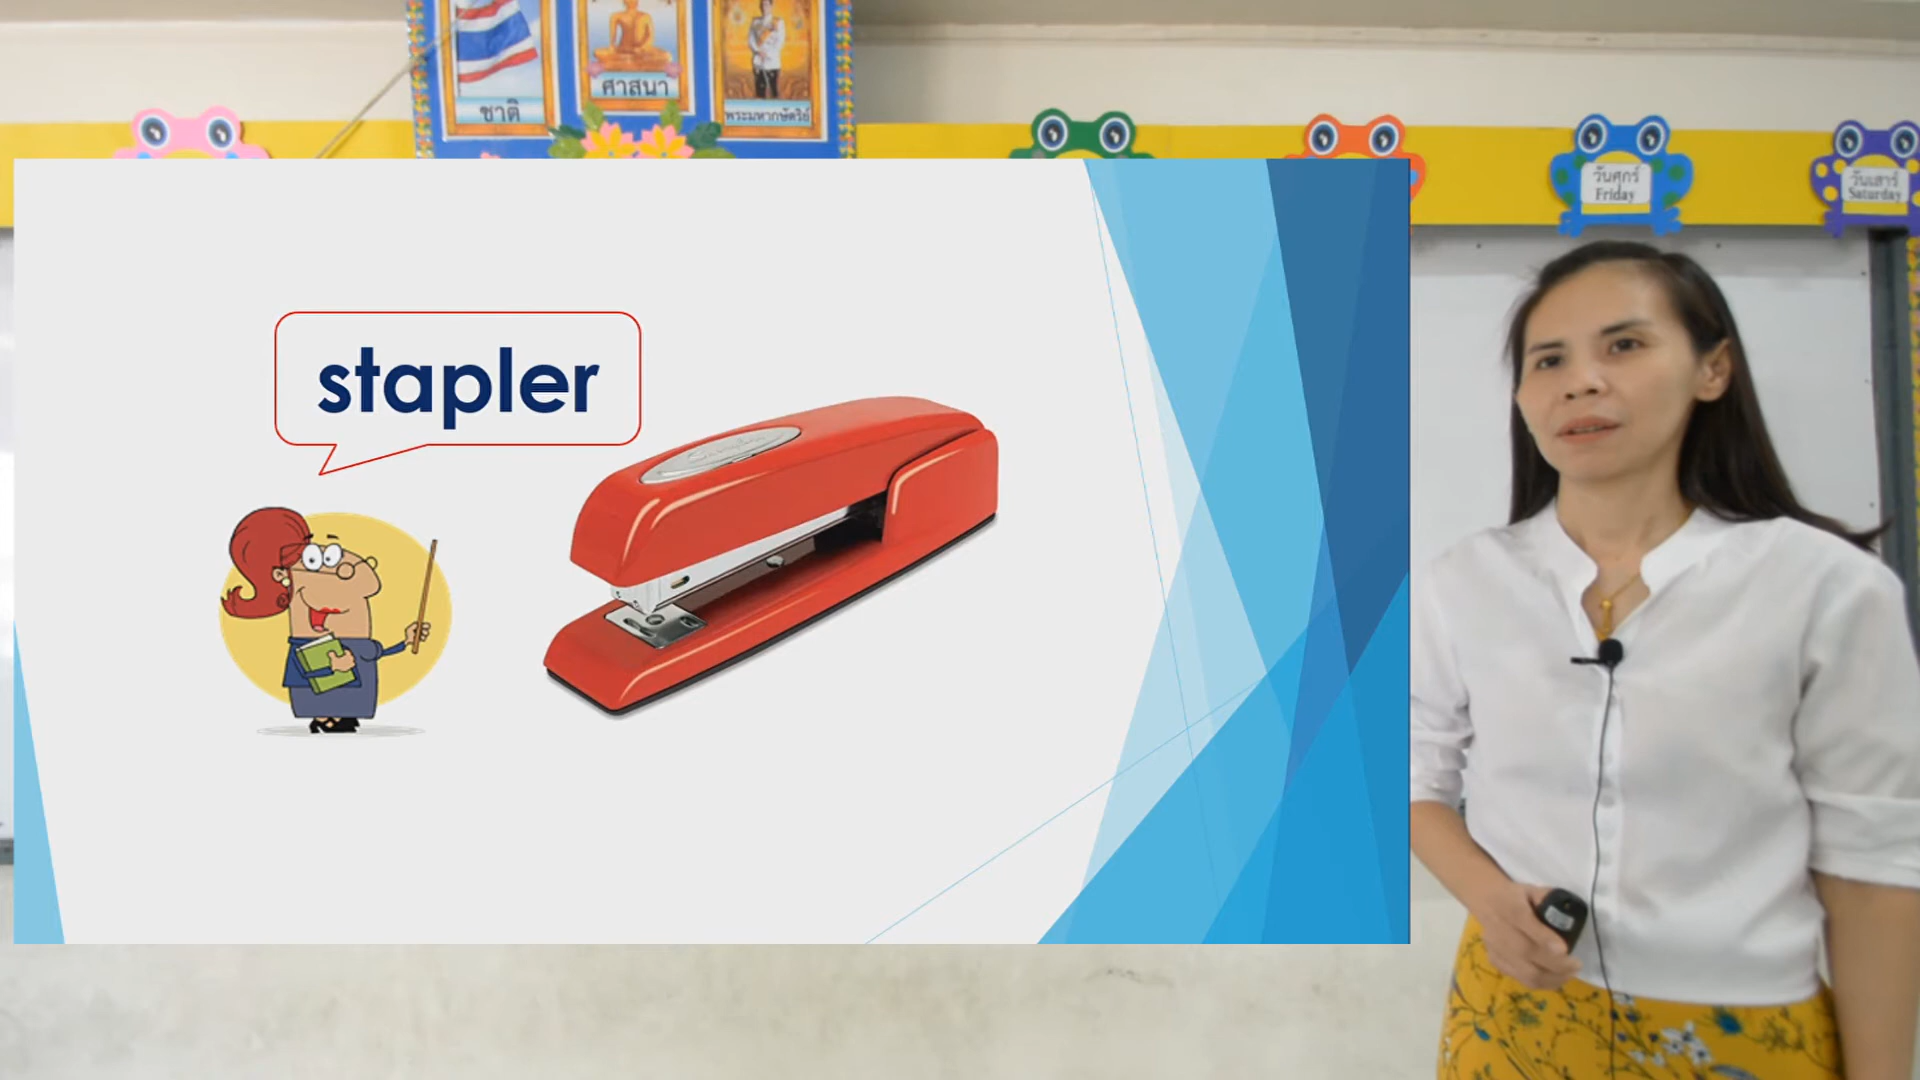 ชาติ
ศาสนา
พระมหากษัตริย์
วันศุกร์
Friday
วันเสาร์
Saturday
stapler